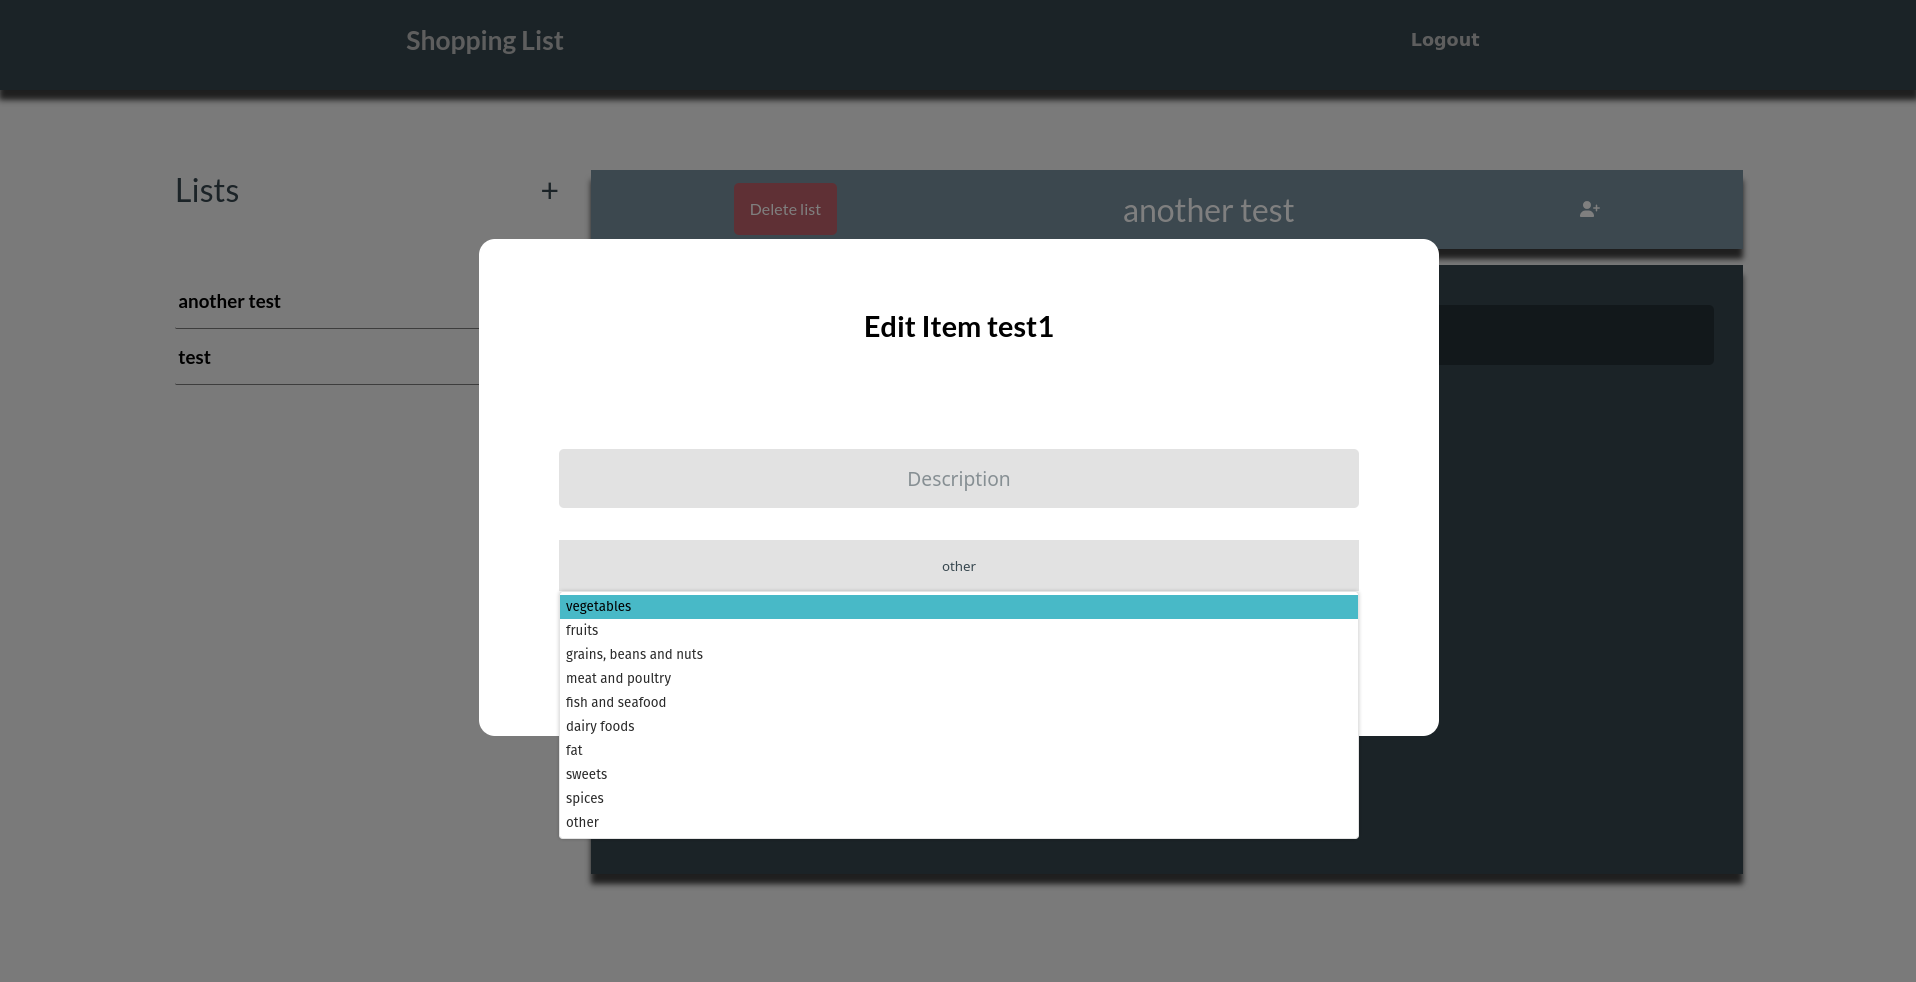 Shopping List
Logout
Lists
+
another test
test
Delete list
another test
Edit Item test1
Description
other
vegetables
fruits
grains, beans and nuts
meat and poultry
fish and seafood
dairy foods
fat
sweets
spices
other